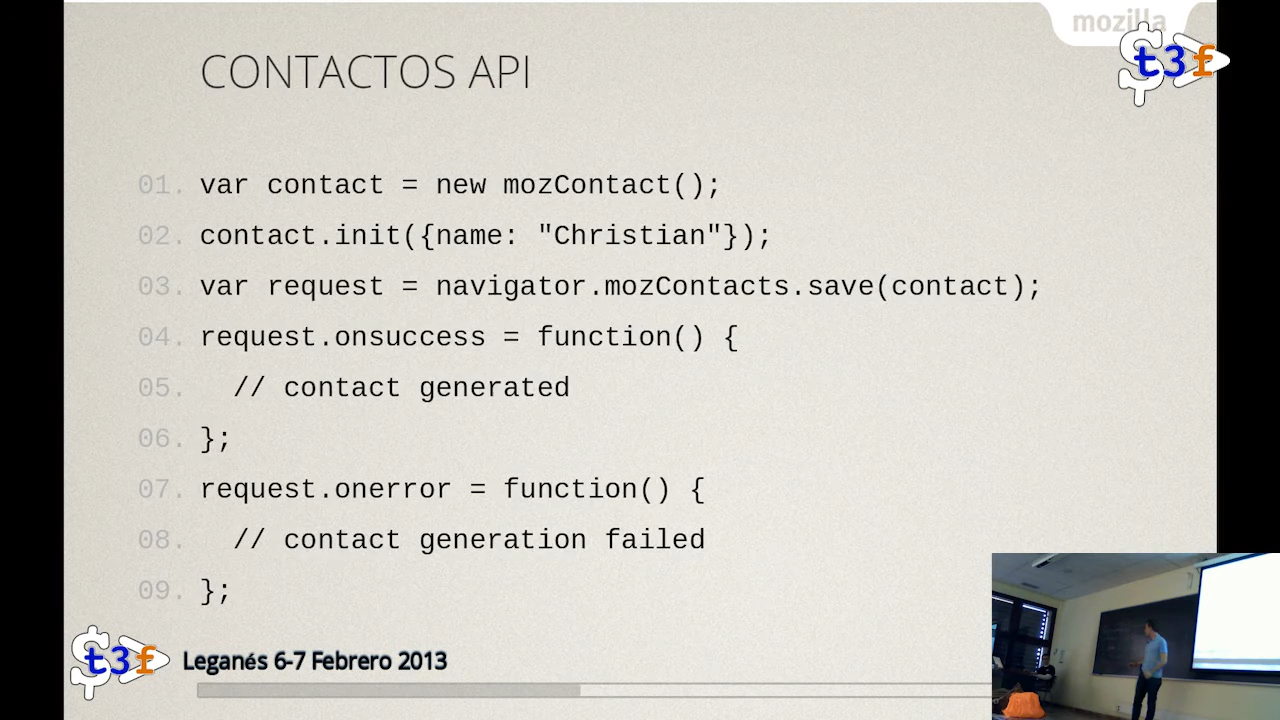 mozilla
$t3f>
CONTACTOS API
01. var contact = new mozContact();
02. contact.init({name: "Christian"});
03. var request = navigator.mozContacts.save(contact);
04. request.onsuccess = function() {
05. // contact generated
06. };
07. request.onerror = function() {
08. // contact generation failed
09. };
$t3f>
Leganés 6-7 Febrero 2013